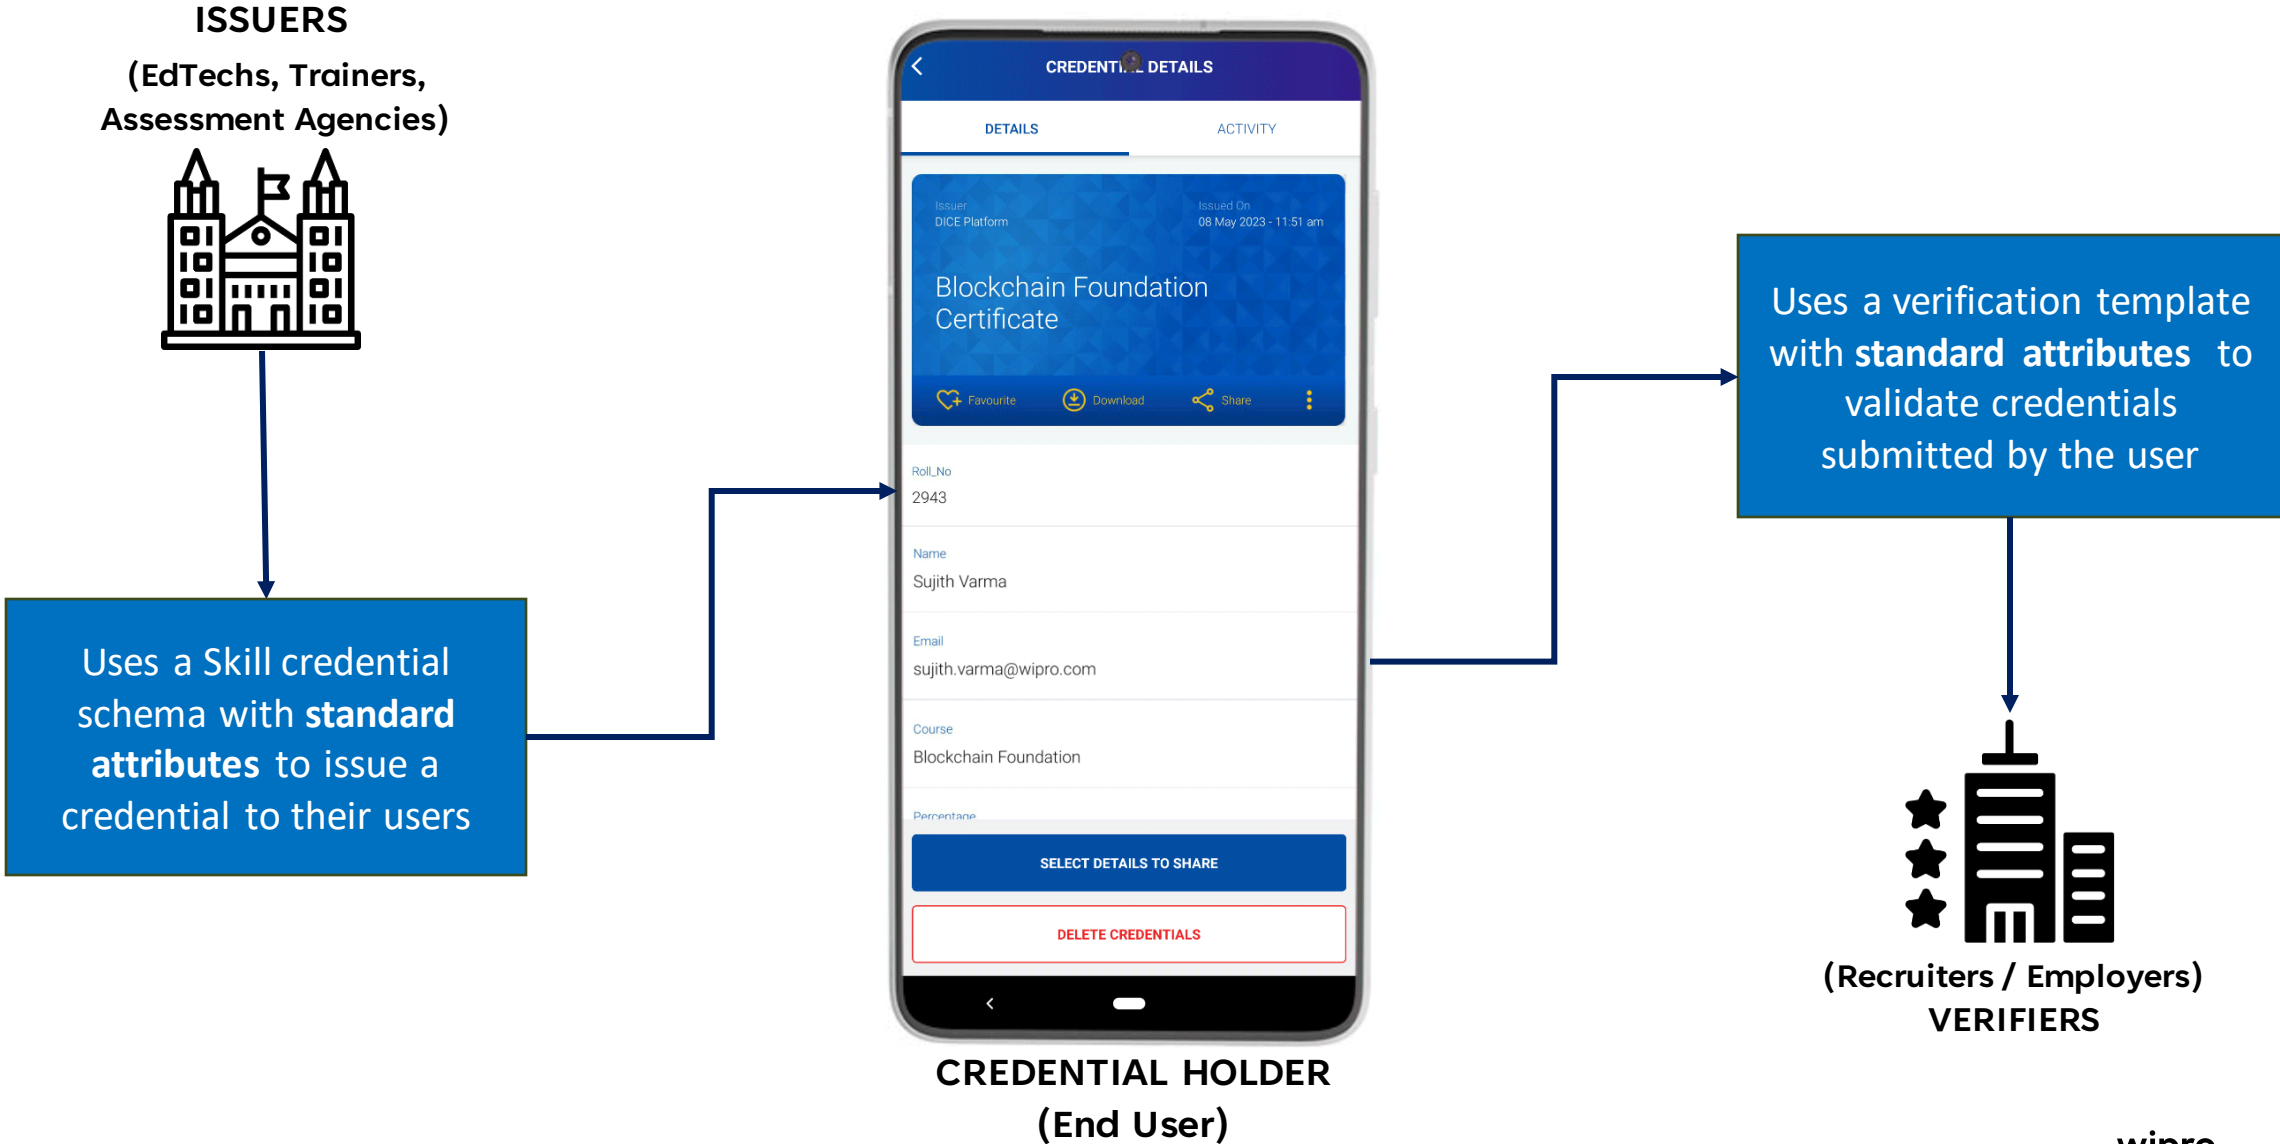 ISSUERS
(EdTechs, Trainers,
Assessment Agencies)
Uses a Skill credential
schema with standard
attributes to issue a
credential to their users
CREDENTIAL DETAILS
DETAILS
ACTIVITY
Issuer
DICE Platform
Issued On
08 May 2023 - 11:51 am
Blockchain Foundation
Certificate
Favourite
Download
Share
Roll_No
2943
Name
Sujith Varma
Email
sujith.varma@wipro.com
Course
Blockchain Foundation
Percentage
SELECT DETAILS TO SHARE
DELETE CREDENTIALS
CREDENTIAL HOLDER
(End User)
Uses a verification template
with standard attributes to
validate credentials
submitted by the user
(Recruiters / Employers)
VERIFIERS
wipro